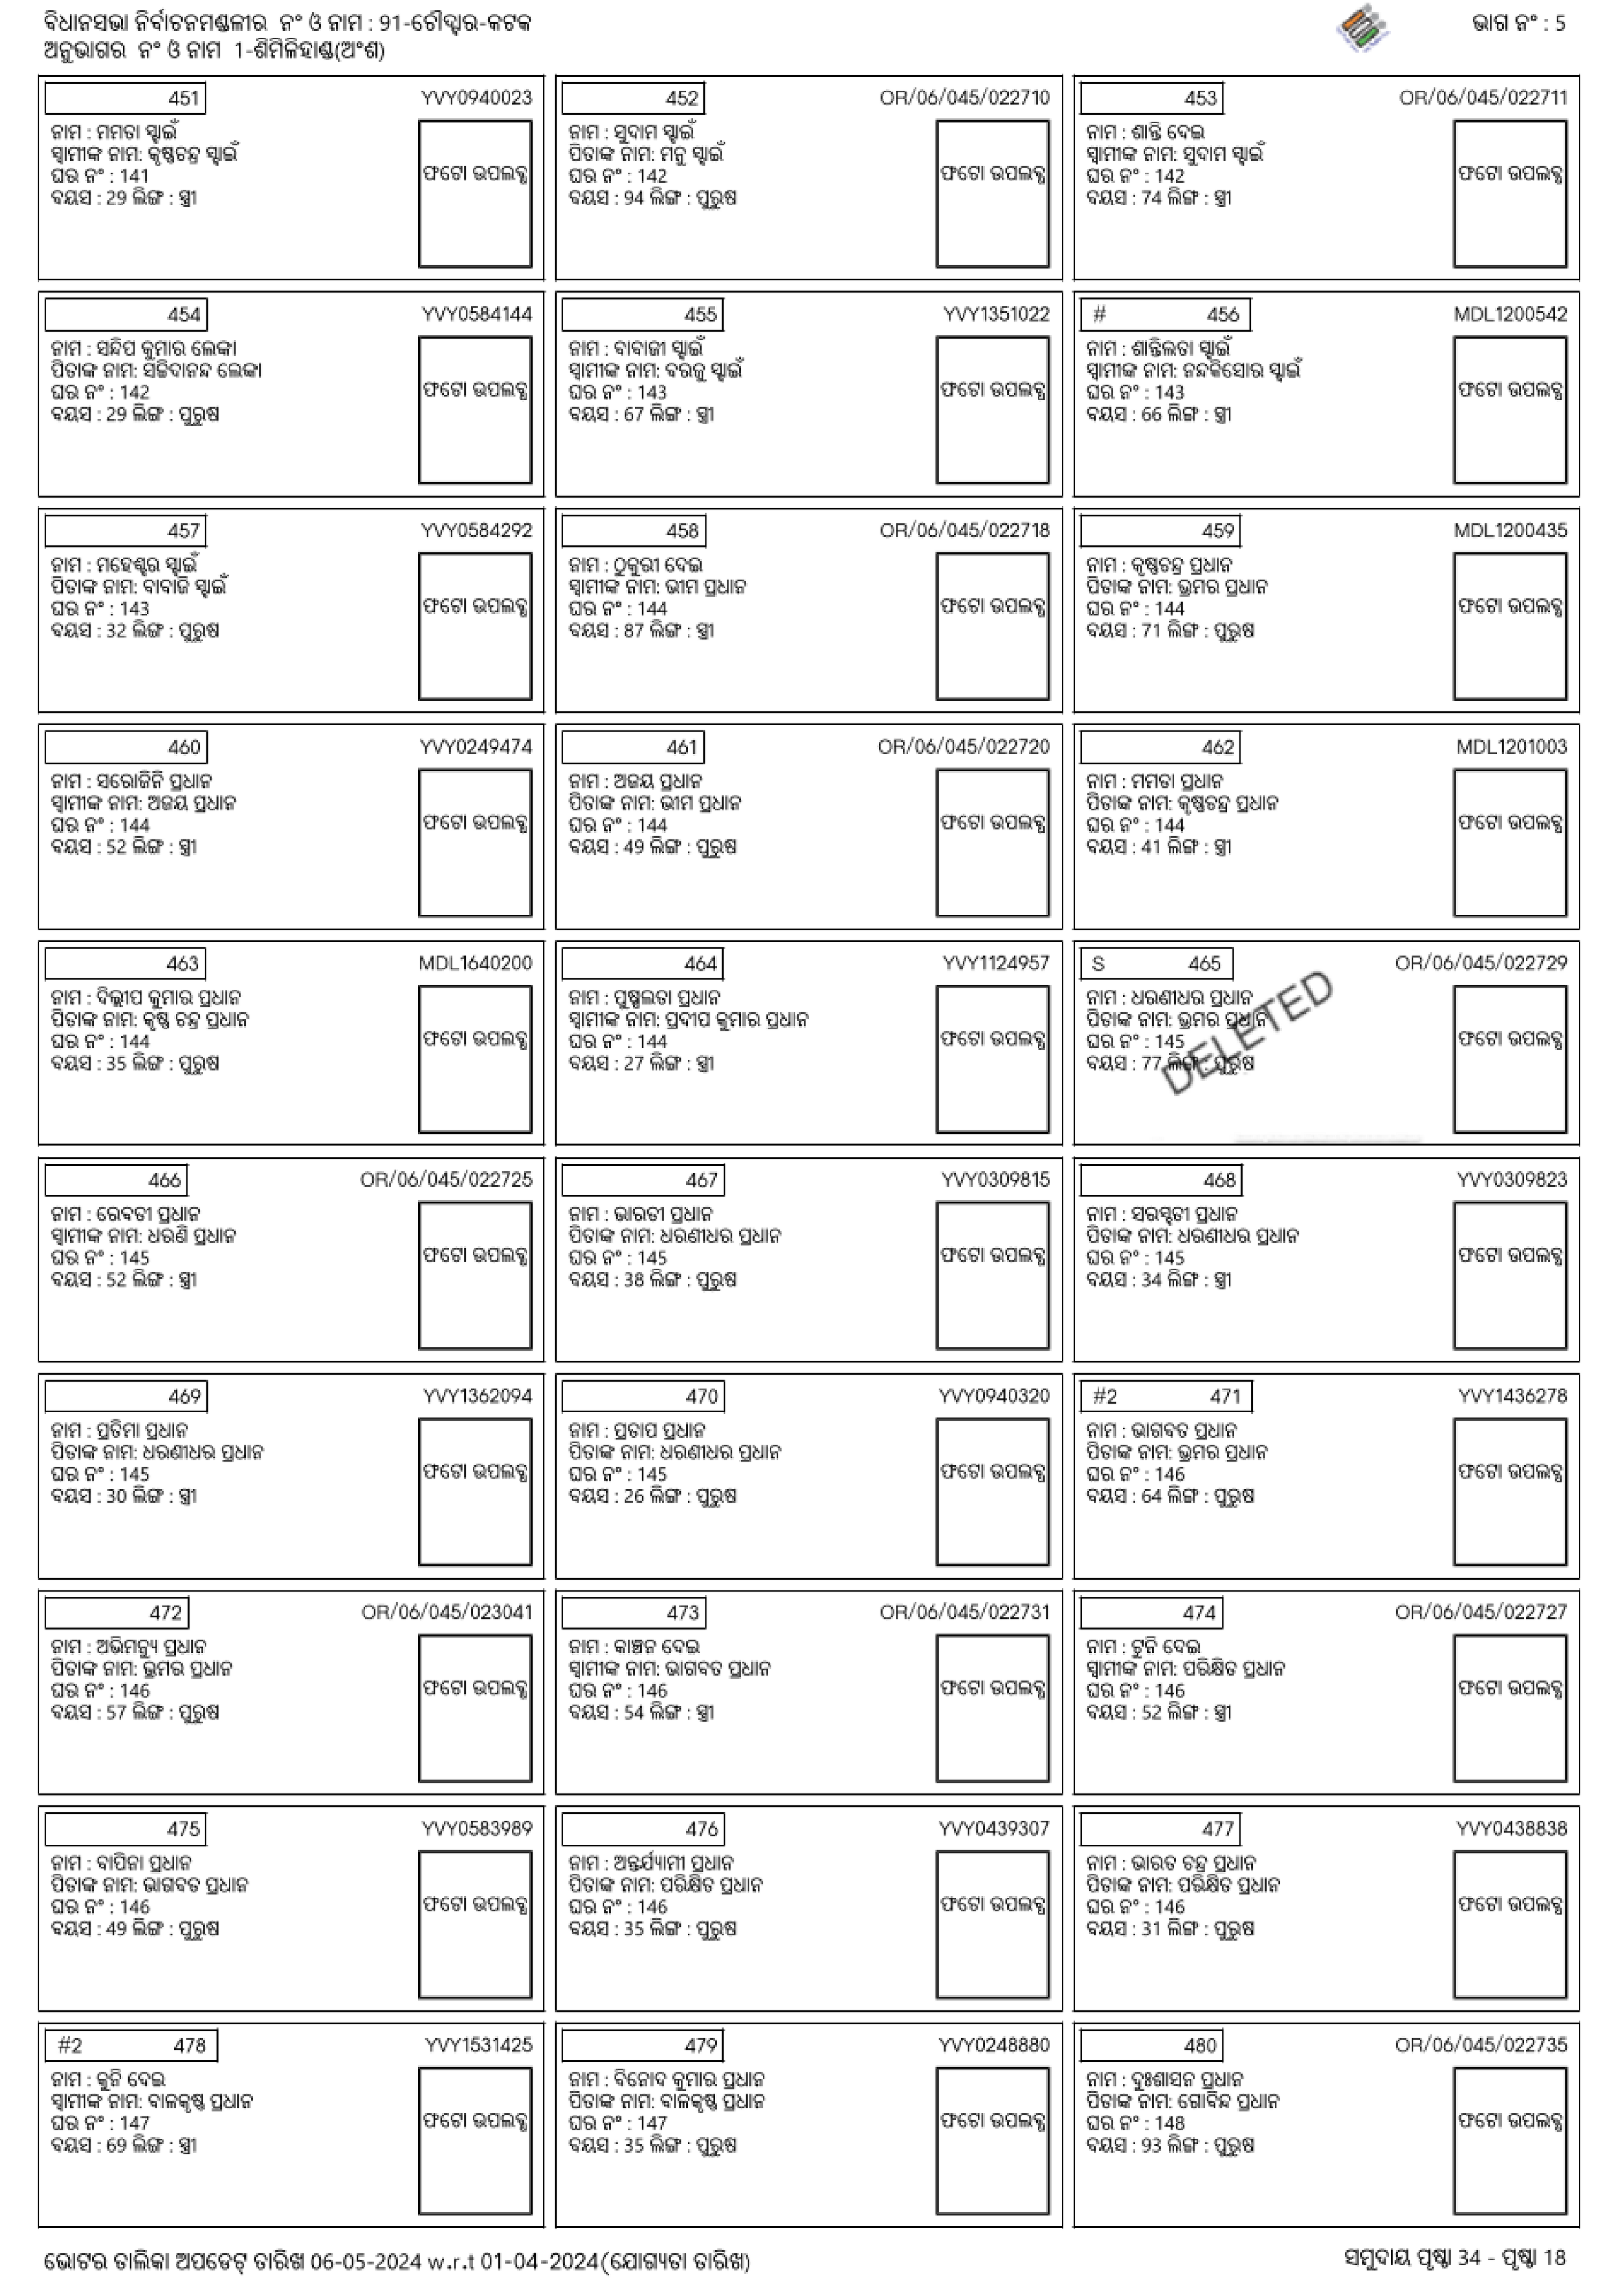 ବିଧାନସଭା ନିର୍ବାଚନମଣ୍ଡଳୀର ନଂ ଓ ନାମ : 91-ଚୌଦ୍ୱାର-କଟକ
ଅନୁଭାଗର ନଂ ଓ ନାମ 1-ଶିମିଳିହାଣ୍ଡ(ଅଂଶ)
ଭାଗ ନଂ : 5
451 YVY0940023
ନାମ : ମମତା ସ୍ୱାଇଁ
ସ୍ୱାମୀଙ୍କ ନାମ: କୃଷ୍ଣଚନ୍ଦ୍ର ସ୍ୱାଇଁ
ଘର ନଂ : 141
ବୟସ : 29 ଲିଙ୍ଗ : ସ୍ତ୍ରୀ
ଫଟୋ ଉପଲବ୍ଧ
452 OR/06/045/022710
ନାମ : ସୁଦାମ ସ୍ୱାଇଁ
ପିତାଙ୍କ ନାମ: ମନୁ ସ୍ୱାଇଁ
ଘର ନଂ : 142
ବୟସ : 94 ଲିଙ୍ଗ : ପୁରୁଷ
ଫଟୋ ଉପଲବ୍ଧ
453 OR/06/045/022711
ନାମ : ଶାନ୍ତି ଦେଇ
ସ୍ୱାମୀଙ୍କ ନାମ: ସୁଦାମ ସ୍ୱାଇଁ
ଘର ନଂ : 142
ବୟସ : 74 ଲିଙ୍ଗ : ସ୍ତ୍ରୀ
ଫଟୋ ଉପଲବ୍ଧ
454 YVY0584144
ନାମ : ସନ୍ଦିପ କୁମାର ଲେଙ୍କା
ପିତାଙ୍କ ନାମ: ସଚ୍ଚିଦାନନ୍ଦ ଲେଙ୍କା
ଘର ନଂ : 142
ବୟସ : 29 ଲିଙ୍ଗ : ପୁରୁଷ
ଫଟୋ ଉପଲବ୍ଧ
455 YVY1351022
ନାମ : ବାବାଜୀ ସ୍ୱାଇଁ
ସ୍ୱାମୀଙ୍କ ନାମ: ବରଜୁ ସ୍ୱାଇଁ
ଘର ନଂ : 143
ବୟସ : 67 ଲିଙ୍ଗ : ସ୍ତ୍ରୀ
ଫଟୋ ଉପଲବ୍ଧ
# 456 MDL1200542
ନାମ : ଶାନ୍ତିଲତା ସ୍ୱାଇଁ
ସ୍ୱାମୀଙ୍କ ନାମ: ନନ୍ଦକିସୋର ସ୍ୱାଇଁ
ଘର ନଂ : 143
ବୟସ : 66 ଲିଙ୍ଗ : ସ୍ତ୍ରୀ
ଫଟୋ ଉପଲବ୍ଧ
457 YVY0584292
ନାମ : ମହେଶ୍ୱର ସ୍ୱାଇଁ
ପିତାଙ୍କ ନାମ: ବାବାଜି ସ୍ୱାଇଁ
ଘର ନଂ : 143
ବୟସ : 32 ଲିଙ୍ଗ : ପୁରୁଷ
ଫଟୋ ଉପଲବ୍ଧ
458 OR/06/045/022718
ନାମ : ଠୁକୁରୀ ଦେଇ
ସ୍ୱାମୀଙ୍କ ନାମ: ଭୀମ ପ୍ରଧାନ
ଘର ନଂ : 144
ବୟସ : 87 ଲିଙ୍ଗ : ସ୍ତ୍ରୀ
ଫଟୋ ଉପଲବ୍ଧ
459 MDL1200435
ନାମ : କୃଷ୍ଣଚନ୍ଦ୍ର ପ୍ରଧାନ
ପିତାଙ୍କ ନାମ: ଭ୍ରମର ପ୍ରଧାନ
ଘର ନଂ : 144
ବୟସ : 71 ଲିଙ୍ଗ : ପୁରୁଷ
ଫଟୋ ଉପଲବ୍ଧ
460 YVY0249474
ନାମ : ସରୋଜିନି ପ୍ରଧାନ
ସ୍ୱାମୀଙ୍କ ନାମ: ଅଜୟ ପ୍ରଧାନ
ଘର ନଂ : 144
ବୟସ : 52 ଲିଙ୍ଗ : ସ୍ତ୍ରୀ
ଫଟୋ ଉପଲବ୍ଧ
461 OR/06/045/022720
ନାମ : ଅଜୟ ପ୍ରଧାନ
ପିତାଙ୍କ ନାମ: ଭୀମ ପ୍ରଧାନ
ଘର ନଂ : 144
ବୟସ : 49 ଲିଙ୍ଗ : ପୁରୁଷ
ଫଟୋ ଉପଲବ୍ଧ
462 MDL1201003
ନାମ : ମମତା ପ୍ରଧାନ
ପିତାଙ୍କ ନାମ: କୃଷ୍ଣଚନ୍ଦ୍ର ପ୍ରଧାନ
ଘର ନଂ : 144
ବୟସ : 41 ଲିଙ୍ଗ : ସ୍ତ୍ରୀ
ଫଟୋ ଉପଲବ୍ଧ
463 MDL1640200
ନାମ : ଦିଲ୍ଲୀପ କୁମାର ପ୍ରଧାନ
ପିତାଙ୍କ ନାମ: କୃଷ୍ଣ ଚନ୍ଦ୍ର ପ୍ରଧାନ
ଘର ନଂ : 144
ବୟସ : 35 ଲିଙ୍ଗ : ପୁରୁଷ
ଫଟୋ ଉପଲବ୍ଧ
464 YVY1124957
ନାମ : ପୁଷ୍ପଲତା ପ୍ରଧାନ
ସ୍ୱାମୀଙ୍କ ନାମ: ପ୍ରଦୀପ କୁମାର ପ୍ରଧାନ
ଘର ନଂ : 144
ବୟସ : 27 ଲିଙ୍ଗ : ସ୍ତ୍ରୀ
ଫଟୋ ଉପଲବ୍ଧ
S 465 OR/06/045/022729
ନାମ : ଧରଣୀଧର ପ୍ରଧାନ
ପିତାଙ୍କ ନାମ: ଭ୍ରମର ପ୍ରଧାନ
ଘର ନଂ : 145
ବୟସ : 77 ଲିଙ୍ଗ : ପୁରୁଷ
DELETED
ଫଟୋ ଉପଲବ୍ଧ
466 OR/06/045/022725
ନାମ : ରେବତୀ ପ୍ରଧାନ
ସ୍ୱାମୀଙ୍କ ନାମ: ଧରଣି ପ୍ରଧାନ
ଘର ନଂ : 145
ବୟସ : 52 ଲିଙ୍ଗ : ସ୍ତ୍ରୀ
ଫଟୋ ଉପଲବ୍ଧ
467 YVY0309815
ନାମ : ଭାରତୀ ପ୍ରଧାନ
ପିତାଙ୍କ ନାମ: ଧରଣୀଧର ପ୍ରଧାନ
ଘର ନଂ : 145
ବୟସ : 38 ଲିଙ୍ଗ : ପୁରୁଷ
ଫଟୋ ଉପଲବ୍ଧ
468 YVY0309823
ନାମ : ସରସ୍ୱତୀ ପ୍ରଧାନ
ପିତାଙ୍କ ନାମ: ଧରଣୀଧର ପ୍ରଧାନ
ଘର ନଂ : 145
ବୟସ : 34 ଲିଙ୍ଗ : ସ୍ତ୍ରୀ
ଫଟୋ ଉପଲବ୍ଧ
469 YVY1362094
ନାମ : ପ୍ରତିମା ପ୍ରଧାନ
ପିତାଙ୍କ ନାମ: ଧରଣୀଧର ପ୍ରଧାନ
ଘର ନଂ : 145
ବୟସ : 30 ଲିଙ୍ଗ : ସ୍ତ୍ରୀ
ଫଟୋ ଉପଲବ୍ଧ
470 YVY0940320
ନାମ : ପ୍ରତାପ ପ୍ରଧାନ
ପିତାଙ୍କ ନାମ: ଧରଣୀଧର ପ୍ରଧାନ
ଘର ନଂ : 145
ବୟସ : 26 ଲିଙ୍ଗ : ପୁରୁଷ
ଫଟୋ ଉପଲବ୍ଧ
#2 471 YVY1436278
ନାମ : ଭାଗବତ ପ୍ରଧାନ
ପିତାଙ୍କ ନାମ: ଭ୍ରମର ପ୍ରଧାନ
ଘର ନଂ : 146
ବୟସ : 64 ଲିଙ୍ଗ : ପୁରୁଷ
ଫଟୋ ଉପଲବ୍ଧ
472 OR/06/045/023041
ନାମ : ଅଭିମନ୍ୟୁ ପ୍ରଧାନ
ପିତାଙ୍କ ନାମ: ଭ୍ରମର ପ୍ରଧାନ
ଘର ନଂ : 146
ବୟସ : 57 ଲିଙ୍ଗ : ପୁରୁଷ
ଫଟୋ ଉପଲବ୍ଧ
473 OR/06/045/022731
ନାମ : କାଞ୍ଚନ ଦେଇ
ସ୍ୱାମୀଙ୍କ ନାମ: ଭାଗବତ ପ୍ରଧାନ
ଘର ନଂ : 146
ବୟସ : 54 ଲିଙ୍ଗ : ସ୍ତ୍ରୀ
ଫଟୋ ଉପଲବ୍ଧ
474 OR/06/045/022727
ନାମ : ଟୁନି ଦେଇ
ସ୍ୱାମୀଙ୍କ ନାମ: ପରିକ୍ଷିତ ପ୍ରଧାନ
ଘର ନଂ : 146
ବୟସ : 52 ଲିଙ୍ଗ : ସ୍ତ୍ରୀ
ଫଟୋ ଉପଲବ୍ଧ
475 YVY0583989
ନାମ : ବାପିନା ପ୍ରଧାନ
ପିତାଙ୍କ ନାମ: ଭାଗବତ ପ୍ରଧାନ
ଘର ନଂ : 146
ବୟସ : 49 ଲିଙ୍ଗ : ପୁରୁଷ
ଫଟୋ ଉପଲବ୍ଧ
476 YVY0439307
ନାମ : ଅନ୍ତର୍ଯ୍ୟାମୀ ପ୍ରଧାନ
ପିତାଙ୍କ ନାମ: ପରିକ୍ଷିତ ପ୍ରଧାନ
ଘର ନଂ : 146
ବୟସ : 35 ଲିଙ୍ଗ : ପୁରୁଷ
ଫଟୋ ଉପଲବ୍ଧ
477 YVY0438838
ନାମ : ଭାରତ ଚନ୍ଦ୍ର ପ୍ରଧାନ
ପିତାଙ୍କ ନାମ: ପରିକ୍ଷିତ ପ୍ରଧାନ
ଘର ନଂ : 146
ବୟସ : 31 ଲିଙ୍ଗ : ପୁରୁଷ
ଫଟୋ ଉପଲବ୍ଧ
#2 478 YVY1531425
ନାମ : କୁନି ଦେଇ
ସ୍ୱାମୀଙ୍କ ନାମ: ବାଳକୃଷ୍ଣ ପ୍ରଧାନ
ଘର ନଂ : 147
ବୟସ : 69 ଲିଙ୍ଗ : ସ୍ତ୍ରୀ
ଫଟୋ ଉପଲବ୍ଧ
479 YVY0248880
ନାମ : ବିନୋଦ କୁମାର ପ୍ରଧାନ
ପିତାଙ୍କ ନାମ: ବାଳକୃଷ୍ଣ ପ୍ରଧାନ
ଘର ନଂ : 147
ବୟସ : 35 ଲିଙ୍ଗ : ପୁରୁଷ
ଫଟୋ ଉପଲବ୍ଧ
480 OR/06/045/022735
ନାମ : ଦୁଃଶାସନ ପ୍ରଧାନ
ପିତାଙ୍କ ନାମ: ଗୋବିନ୍ଦ ପ୍ରଧାନ
ଘର ନଂ : 148
ବୟସ : 93 ଲିଙ୍ଗ : ପୁରୁଷ
ଫଟୋ ଉପଲବ୍ଧ
ଭୋଟର ତାଲିକା ଅପଡେଟ୍ ତାରିଖ 06-05-2024 w.r.t 01-04-2024(ଯୋଗ୍ୟତା ତାରିଖ)
ସମୁଦାୟ ପୃଷ୍ଠା 34 - ପୃଷ୍ଠା 18